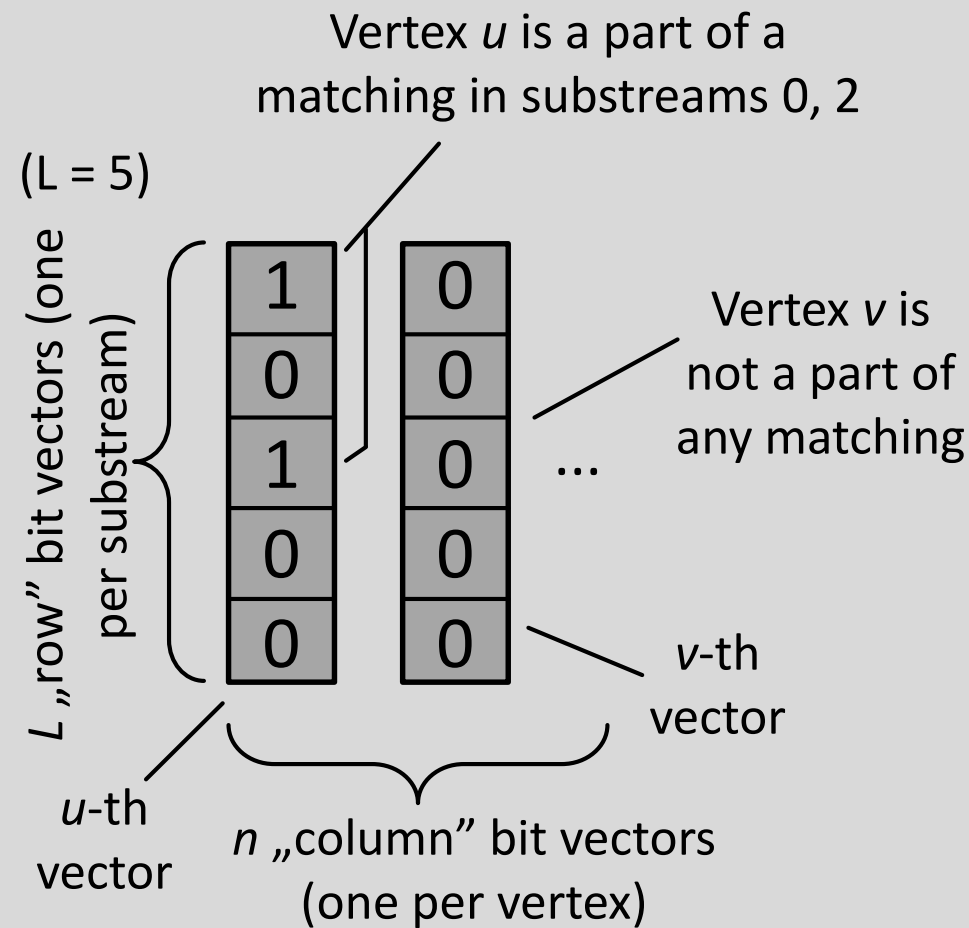 Vertex u is a part of a
matching in substreams 0, 2
(L = 5)
L „row” bit vectors (one
per substream)
1 0
0 0
1 0
0 0
0 0
...
Vertex v is
not a part of
any matching
v-th
vector
u-th
vector
n „column” bit vectors
(one per vertex)